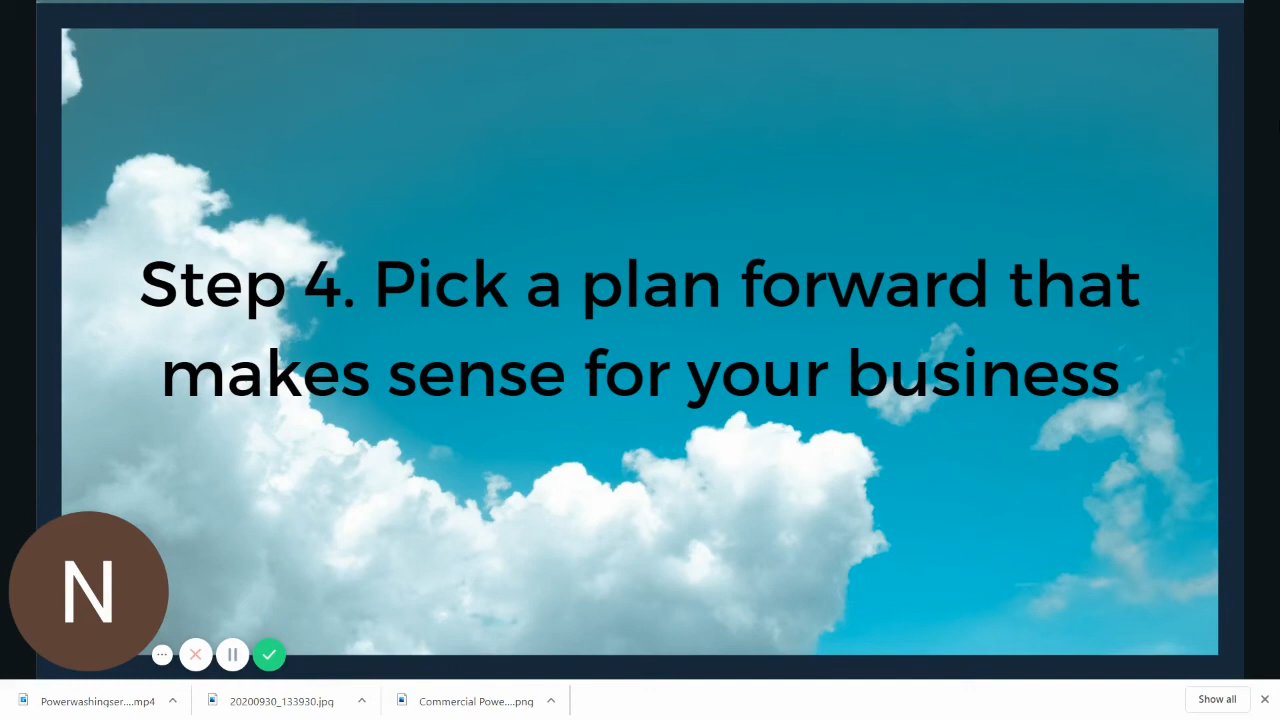 Step 4. Pick a plan forward that
makes sense for your business
N
Powerwashingser....mp4
20200930_133930.jpg
Commercial Powe....png
Show all